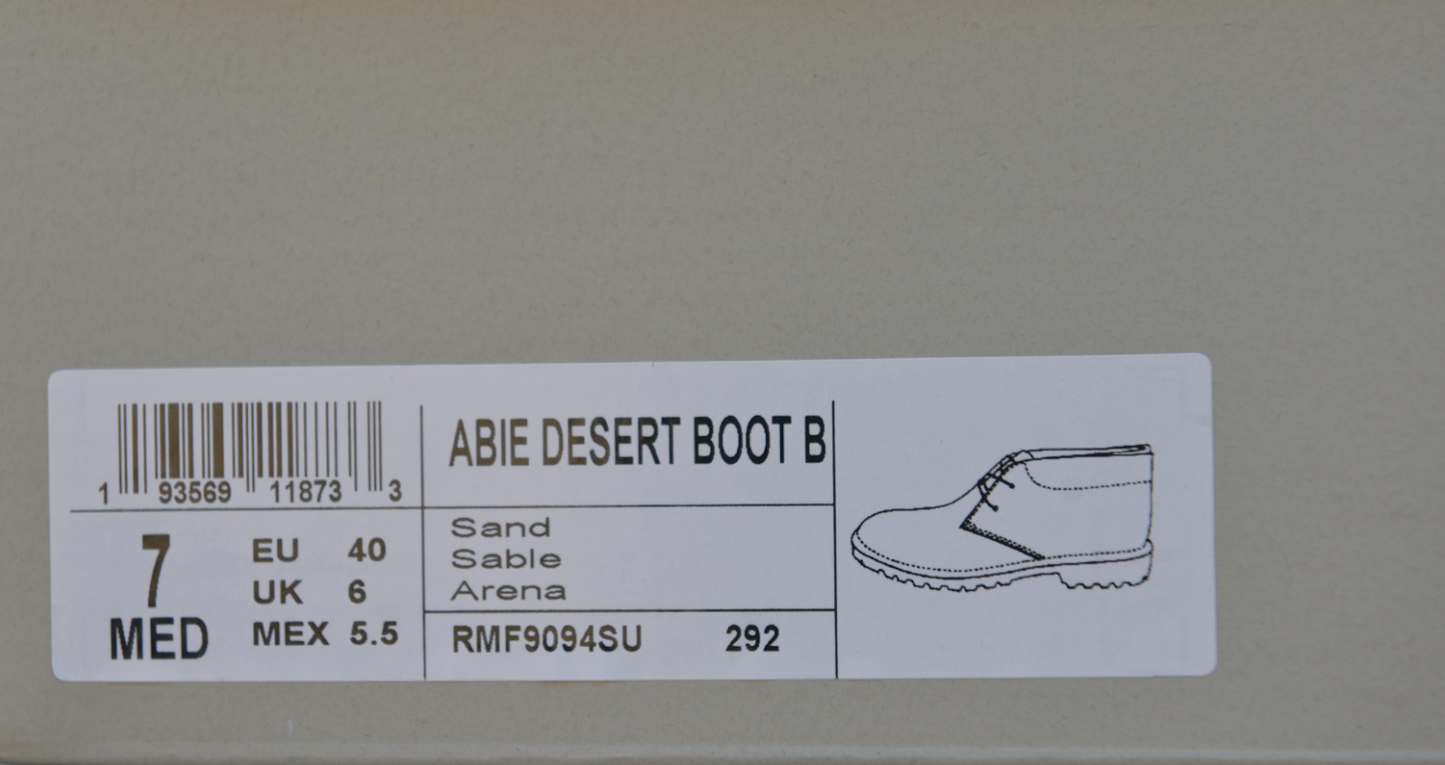 1 93569 11873 3
7
MED
EU 40
UK 6
MEX 5.5
ABIE DESERT BOOT B
Sand
Sable
Arena
RMF9094SU 292